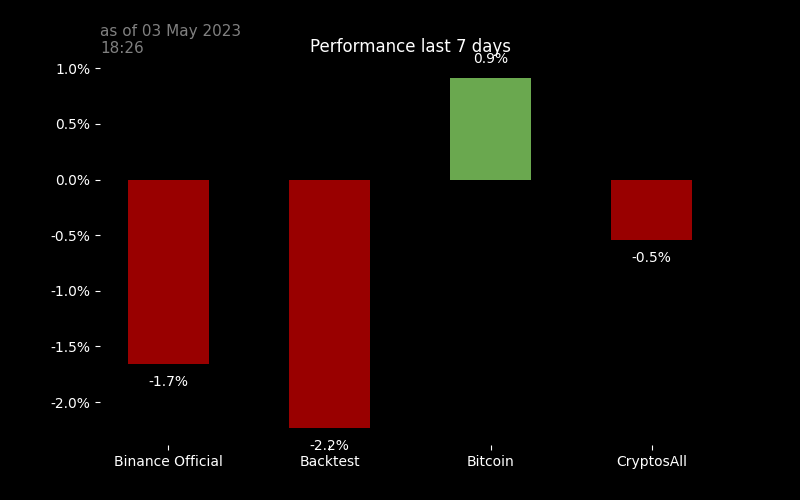 as of 03 May 2023
18:26
Performance last 7 days
1.0%
0.5%
0.0%
-0.5%
-1.0%
-1.5%
-2.0%
-1.7%
-2.2%
0.9%
-0.5%
Binance Official
Backtest
Bitcoin
CryptosAll